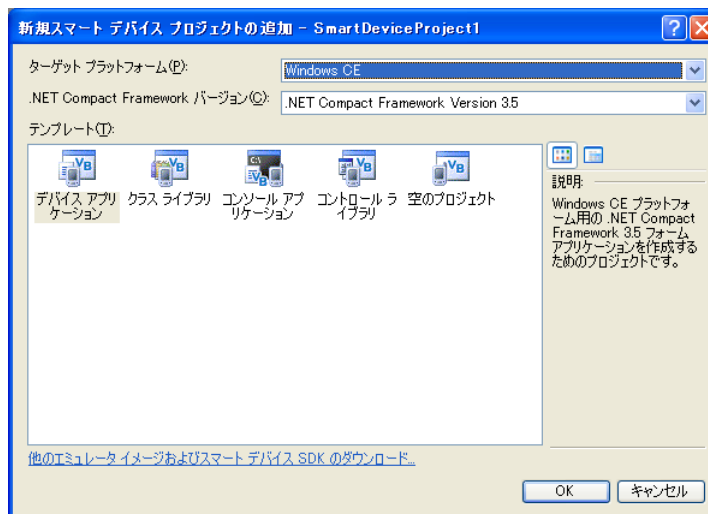 新規スマート デバイス プロジェクトの追加 - SmartDeviceProject1
ターゲット プラットフォーム(P):
Windows CE
.NET Compact Framework バージョン(C):
.NET Compact Framework Version 3.5
テンプレート(T):
デバイス アプリ
ケーション
クラス ライブラリ
コンソール アプ
リケーション
コントロール ラ
イブラリ
空のプロジェクト
説明:
Windows CE プラットフォ
ーム用の .NET Compact
Framework 3.5 フォーム
アプリケーションを作成する
ためのプロジェクトです。
他のエミュレータ イメージおよびスマート デバイス SDK のダウンロード...
OK
キャンセル